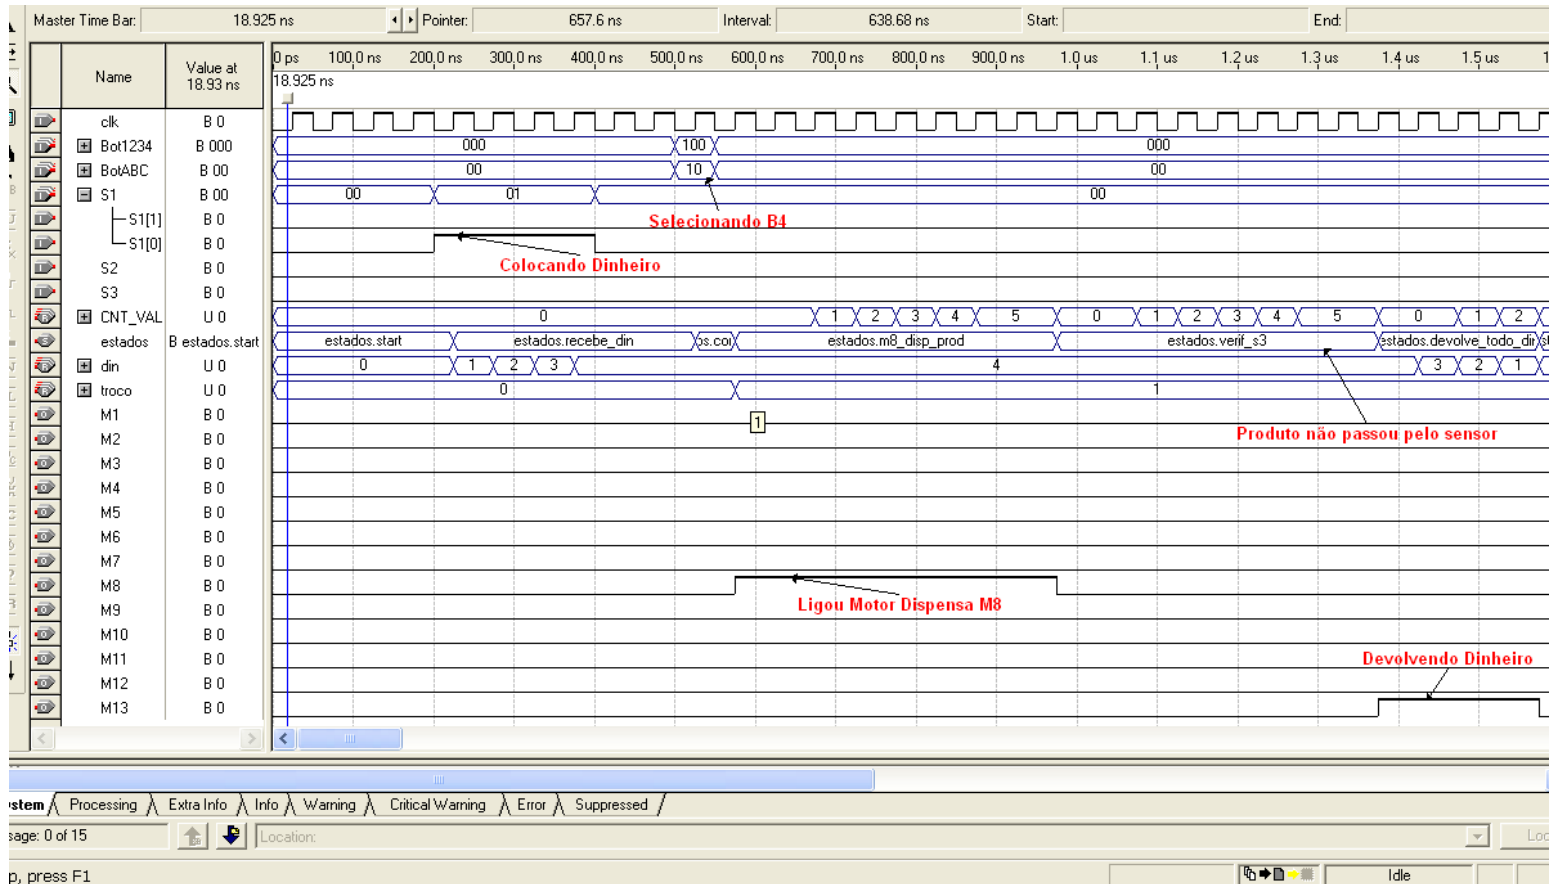 Master Time Bar: 18.925 ns Pointer: 657.6 ns Interval: 638.68 ns Start: End:
Name Value at 18.93 ns 0 ps 100.0 ns 200.0 ns 300.0 ns 400.0 ns 500.0 ns 600.0 ns 700.0 ns 800.0 ns 900.0 ns 1.0 us 1.1 us 1.2 us 1.3 us 1.4 us 1.5 us
18.925 ns
clk B 0
Bot1234 B 000 000 100 000
BotABC B 00 00 10 00
S1 B 00 00 01 00
S1[1] B 0 Selecionando B4
S1[0] B 0
S2 B 0 Colocando Dinheiro
S3 B 0
CNT_VAL U 0 0 1 2 3 4 5 0 1 2 3 4 5 0 1 2
estados B estados.start estados.start estados.recebe_din estados.m8_disp_prod estados.verif_s3 estados.devolve_todo_din
din U 0 0 1 2 3 4 3 2 1
troco U 0 0 1
M1 B 0 1
M2 B 0 Produto não passou pelo sensor
M3 B 0
M4 B 0
M5 B 0
M6 B 0
M7 B 0
M8 B 0
M9 B 0 Ligou Motor Dispensa M8
M10 B 0
M11 B 0 Devolvendo Dinheiro
M12 B 0
M13 B 0
System Processing Extra Info Info Warning Critical Warning Error Suppressed
sage: 0 of 15 Location:
p, press F1 Idle